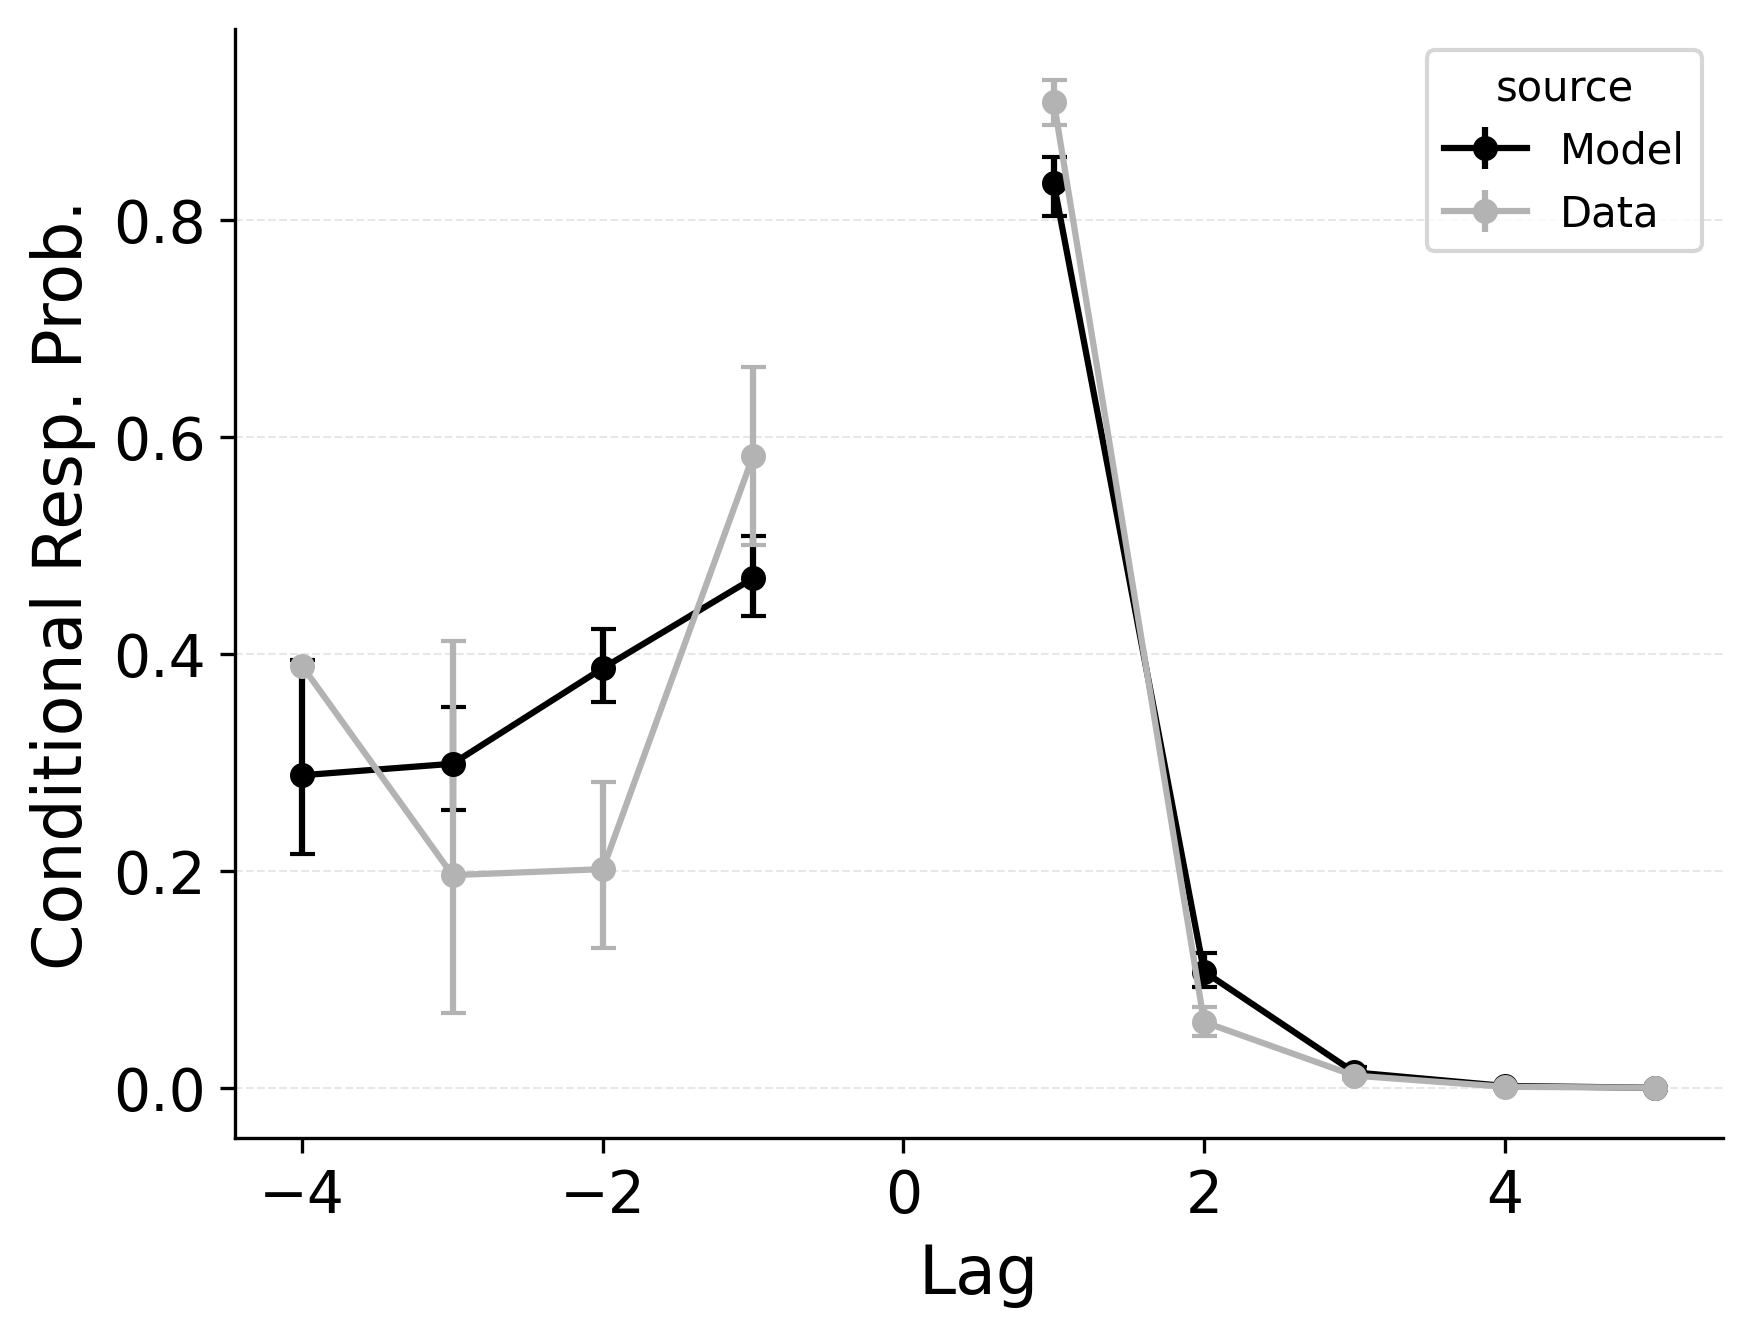 source
Model
Data
Conditional Resp. Prob.
0.8
0.6
0.4
0.2
0.0
−4 −2 0 2 4
Lag